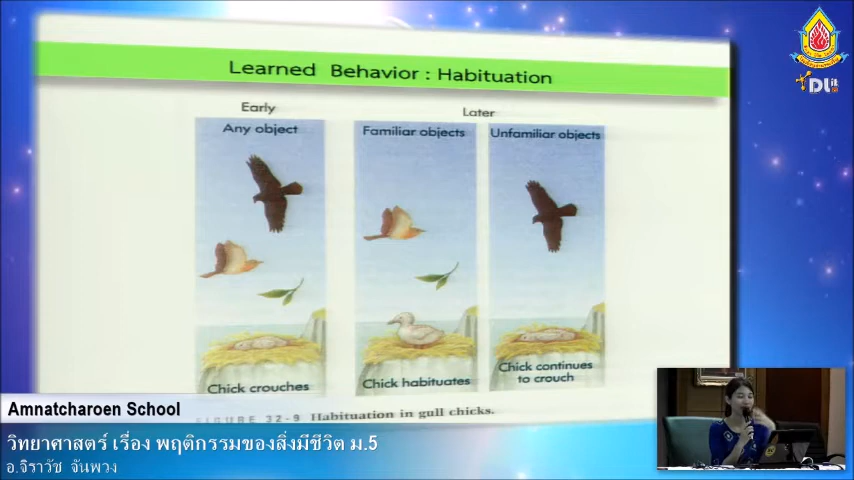 Learned Behavior : Habituation
Early
Later
Any object
Familiar objects
Unfamiliar objects
Chick crouches
Chick habituates
Chick continues
to crouch
FIGURE 32-9 Habituation in gull chicks.
Amnatcharoen School
วิทยาศาสตร์ เรื่อง พฤติกรรมของสิ่งมีชีวิต ม.5
อ.จิราวัช จันพวง
DLit